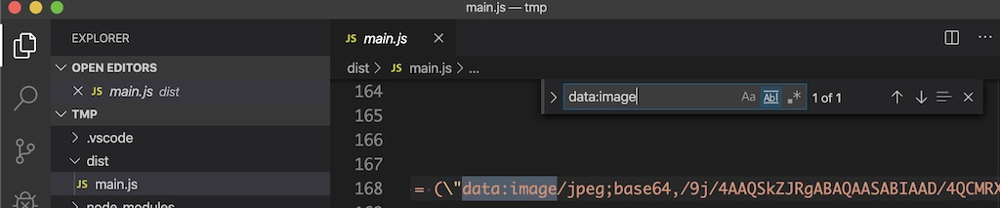 main.js — tmp
EXPLORER
JS main.js
OPEN EDITORS
JS main.js dist
TMP
.vscode
dist
JS main.js
node_modules
dist > JS main.js > ...
data:image
Aa Abl .* 1 of 1
164
165
166
167
168 = (\"data:image/jpeg;base64,/9j/4AAQSkZJRgABAQAASABIAAD/4QCMRX